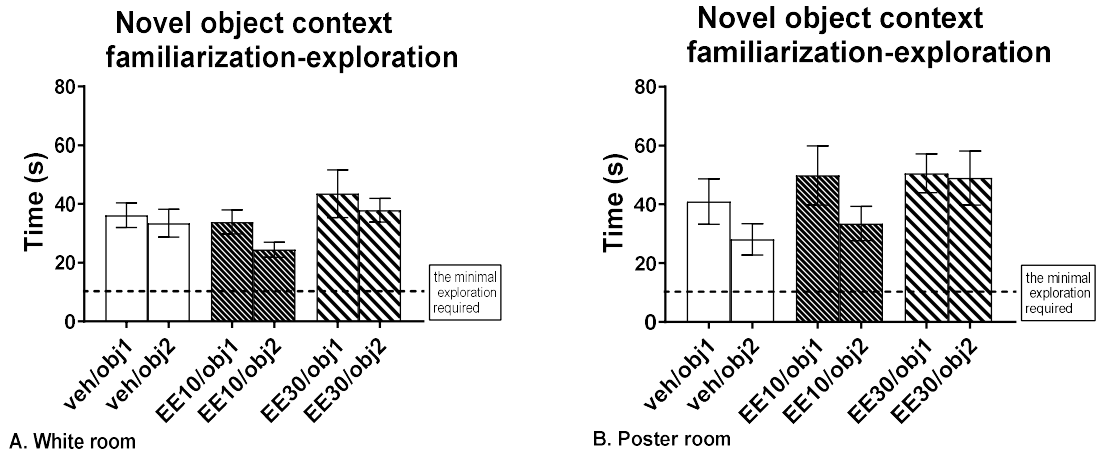 Novel object context
familiarization-exploration
Time (s)
80
60
40
20
0
the minimal
exploration
required
veh/obj1
veh/obj2
EE10/obj1
EE10/obj2
EE30/obj1
EE30/obj2
A. White room
Novel object context
familiarization-exploration
Time (s)
80
60
40
20
0
the minimal
exploration
required
veh/obj1
veh/obj2
EE10/obj1
EE10/obj2
EE30/obj1
EE30/obj2
B. Poster room